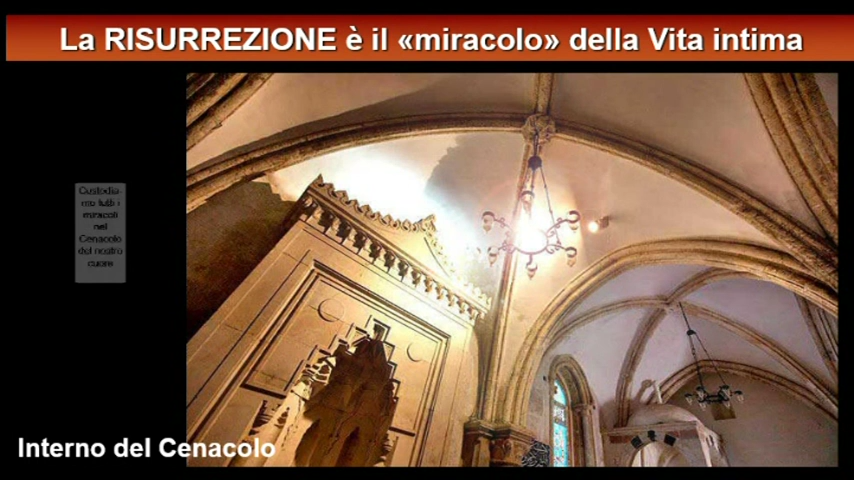 La RISURREZIONE è il «miracolo» della Vita intima
Custodia-
mo tutti i
miracoli
nel
Cenacolo
del nostro
cuore
Interno del Cenacolo